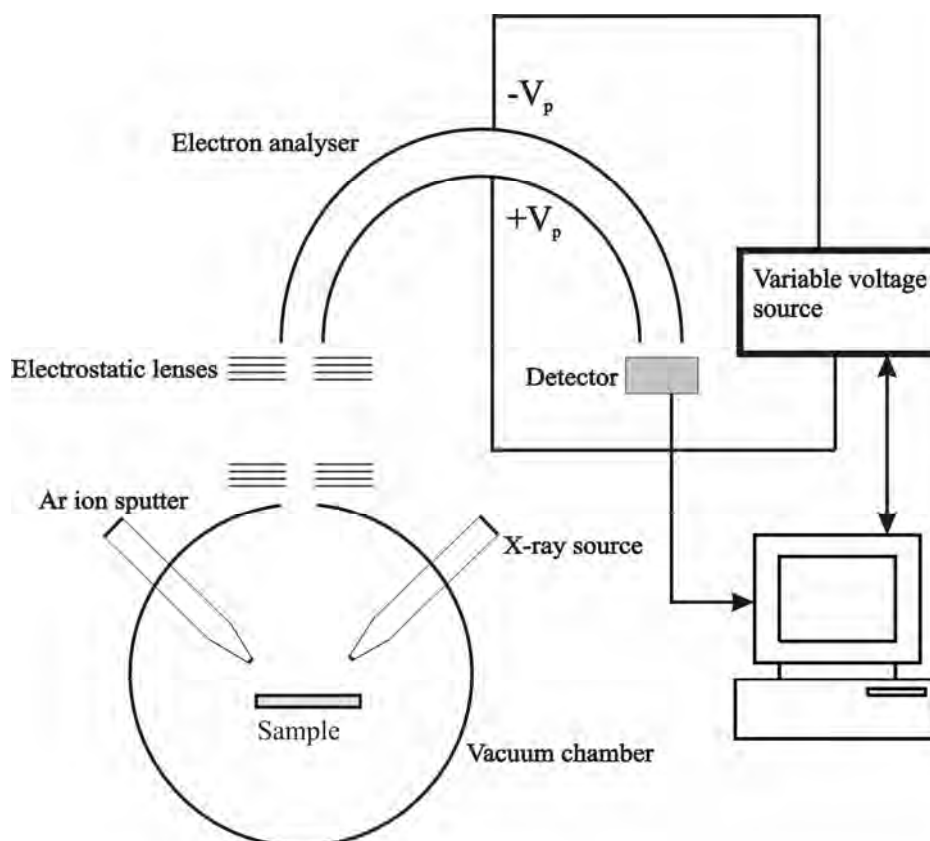 -Vp
Electron analyser
+Vp
Variable voltage
source
Electrostatic lenses
Detector
Ar ion sputter
X-ray source
Sample
Vacuum chamber